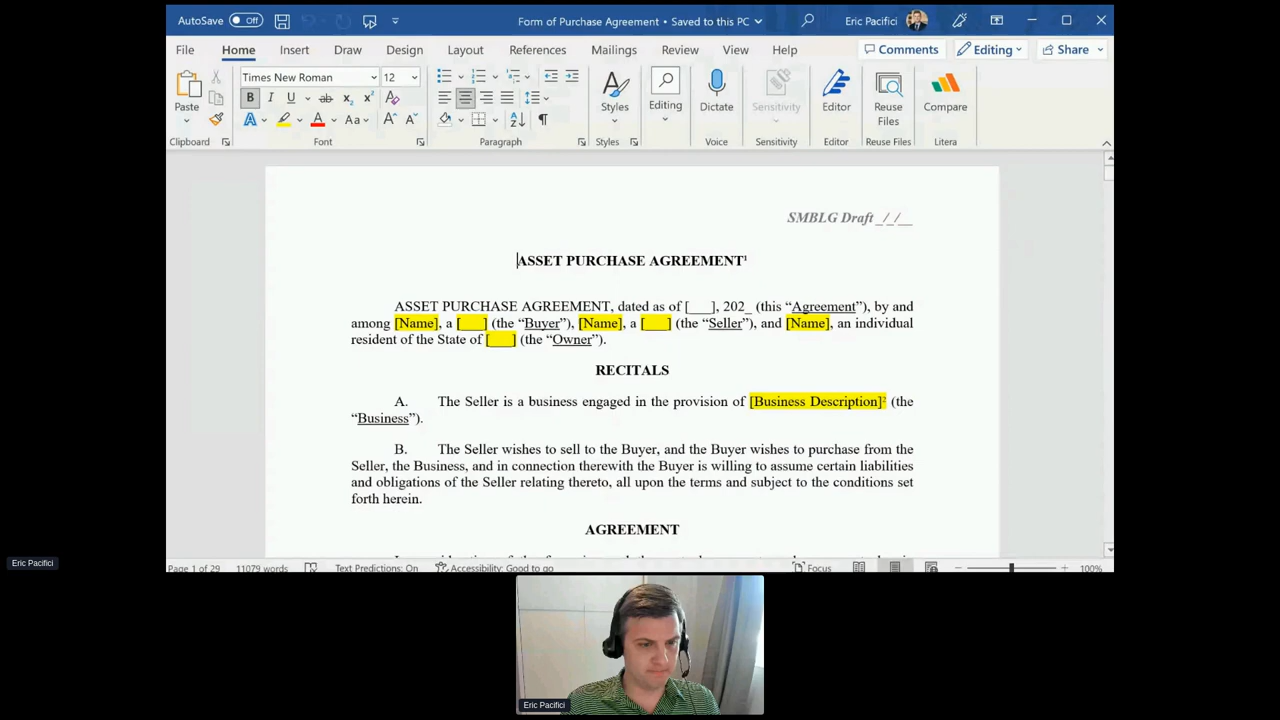 AutoSave Off Form of Purchase Agreement • Saved to this PC Eric Pacifici
File Home Insert Draw Design Layout References Mailings Review View Help Comments Editing Share
Times New Roman 12
Paste Styles Editing Dictate Sensitivity Editor Reuse Files Compare
Clipboard Font Paragraph Styles Voice Sensitivity Editor Reuse Files Litera
SMBLG Draft _/_/__
ASSET PURCHASE AGREEMENT¹
ASSET PURCHASE AGREEMENT, dated as of [___], 202_ (this “Agreement”), by and
among [Name], a [___] (the “Buyer”), [Name], a [___] (the “Seller”), and [Name], an individual
resident of the State of [___] (the “Owner”).
RECITALS
A. The Seller is a business engaged in the provision of [Business Description]² (the
“Business”).
B. The Seller wishes to sell to the Buyer, and the Buyer wishes to purchase from the
Seller, the Business, and in connection therewith the Buyer is willing to assume certain liabilities
and obligations of the Seller relating thereto, all upon the terms and subject to the conditions set
forth herein.
AGREEMENT
Eric Pacifici
Page 1 of 29 11079 words Text Predictions: On Accessibility: Good to go Focus 100%
Eric Pacifici